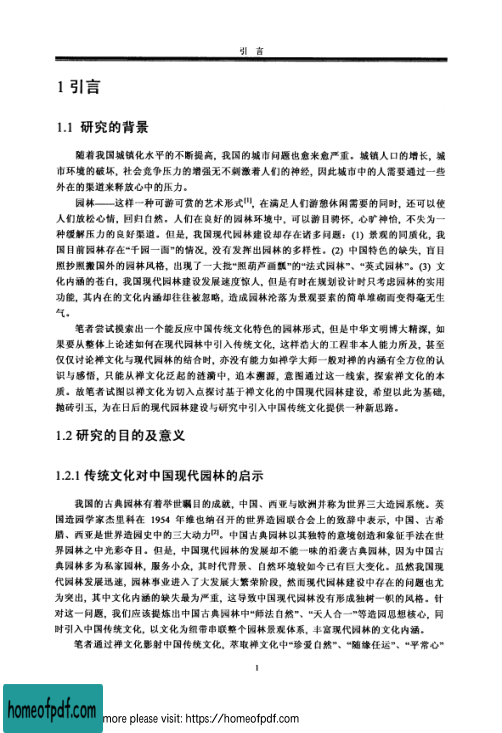 引 言
1 引言
1.1 研究的背景
随着我国城镇化水平的不断提高, 我国的城市问题也愈来愈严重。城镇人口的增长, 城
市环境的破坏, 社会竞争压力的增强无不刺激着人们的神经, 因此城市中的人需要通过一些
外在的渠道来释放心中的压力。
园林——这样一种可游可赏的艺术形式[1], 在满足人们游憩休闲需要的同时, 还可以使
人们放松心情, 回归自然。人们在良好的园林环境中, 可以游目骋怀, 心旷神怡, 不失为一
种缓解压力的良好渠道。但是, 我国现代园林建设却存在诸多问题: (1) 景观的同质化, 我
国目前园林存在“千园一面”的情况, 没有发挥出园林的多样性。(2) 中国特色的缺失, 盲目
照抄照搬国外的园林风格, 出现了一大批“照葫芦画瓢”的“法式园林”、“英式园林”。(3) 文
化内涵的苍白, 我国现代园林建设发展速度惊人, 但是有时在规划设计时只考虑园林的实用
功能, 其内在的文化内涵却往往被忽略, 造成园林沦落为景观要素的简单堆砌而变得毫无生
气。
笔者尝试摸索出一个能反应中国传统文化特色的园林形式, 但是中华文明博大精深, 如
果要从整体上论述如何在现代园林中引入传统文化, 这样浩大的工程非本人能力所及, 甚至
仅仅讨论禅文化与现代园林的结合时, 亦没有能力如禅学大师一般对禅的内涵有全方位的认
识与感悟, 只能从禅文化泛起的涟漪中, 追本溯源, 意图通过这一线索, 探索禅文化的本
质。故笔者试图以禅文化为切入点探讨基于禅文化的中国现代园林建设, 希望以此为基础,
抛砖引玉, 为在日后的现代园林建设与研究中引入中国传统文化提供一种新思路。
1.2 研究的目的及意义
1.2.1 传统文化对中国现代园林的启示
我国的古典园林有着举世瞩目的成就, 中国、西亚与欧洲并称为世界三大造园系统。英
国造园学家杰里科在 1954 年维也纳召开的世界造园联合会上的致辞中表示, 中国、古希
腊、西亚是世界造园史中的三大动力[2]。中国古典园林以其独特的意境创造和象征手法在世
界园林之中光彩夺目。但是, 中国现代园林的发展却不能一味的沿袭古典园林, 因为中国古
典园林多为私家园林, 服务小众, 其时代背景、自然环境较如今已有巨大变化。虽然我国现
代园林发展迅速, 园林事业进入了大发展大繁荣阶段, 然而现代园林建设中存在的问题也尤
为突出, 其中文化内涵的缺失最为严重, 这导致中国现代园林没有形成独树一帜的风格。针
对这一问题, 我们应该提炼出中国古典园林中“师法自然”、“天人合一”等造园思想核心, 同
时引入中国传统文化, 以文化为纽带串联整个园林景观体系, 丰富现代园林的文化内涵。
笔者通过禅文化影射中国传统文化, 萃取禅文化中“珍爱自然”、“随缘任运”、“平常心”
1
homeofpdf.com
more please visit: https://homeofpdf.com